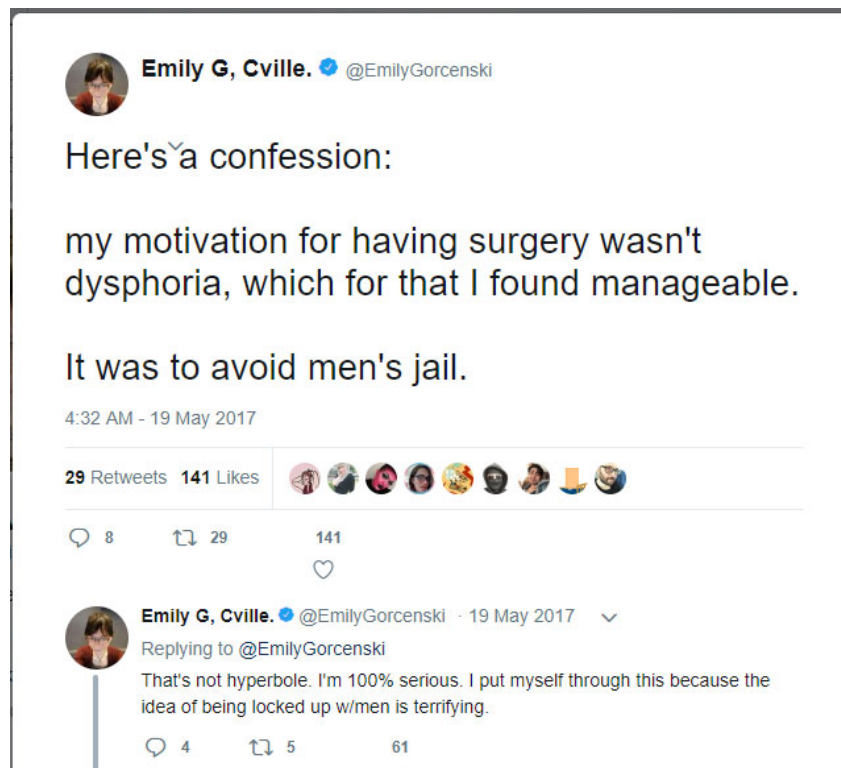 Emily G, Cville. @EmilyGorcenski
Here's a confession:
my motivation for having surgery wasn't
dysphoria, which for that I found manageable.
It was to avoid men's jail.
4:32 AM - 19 May 2017
29 Retweets 141 Likes
8 29 141
Emily G, Cville. @EmilyGorcenski · 19 May 2017
Replying to @EmilyGorcenski
That's not hyperbole. I'm 100% serious. I put myself through this because the
idea of being locked up w/men is terrifying.
4 5 61